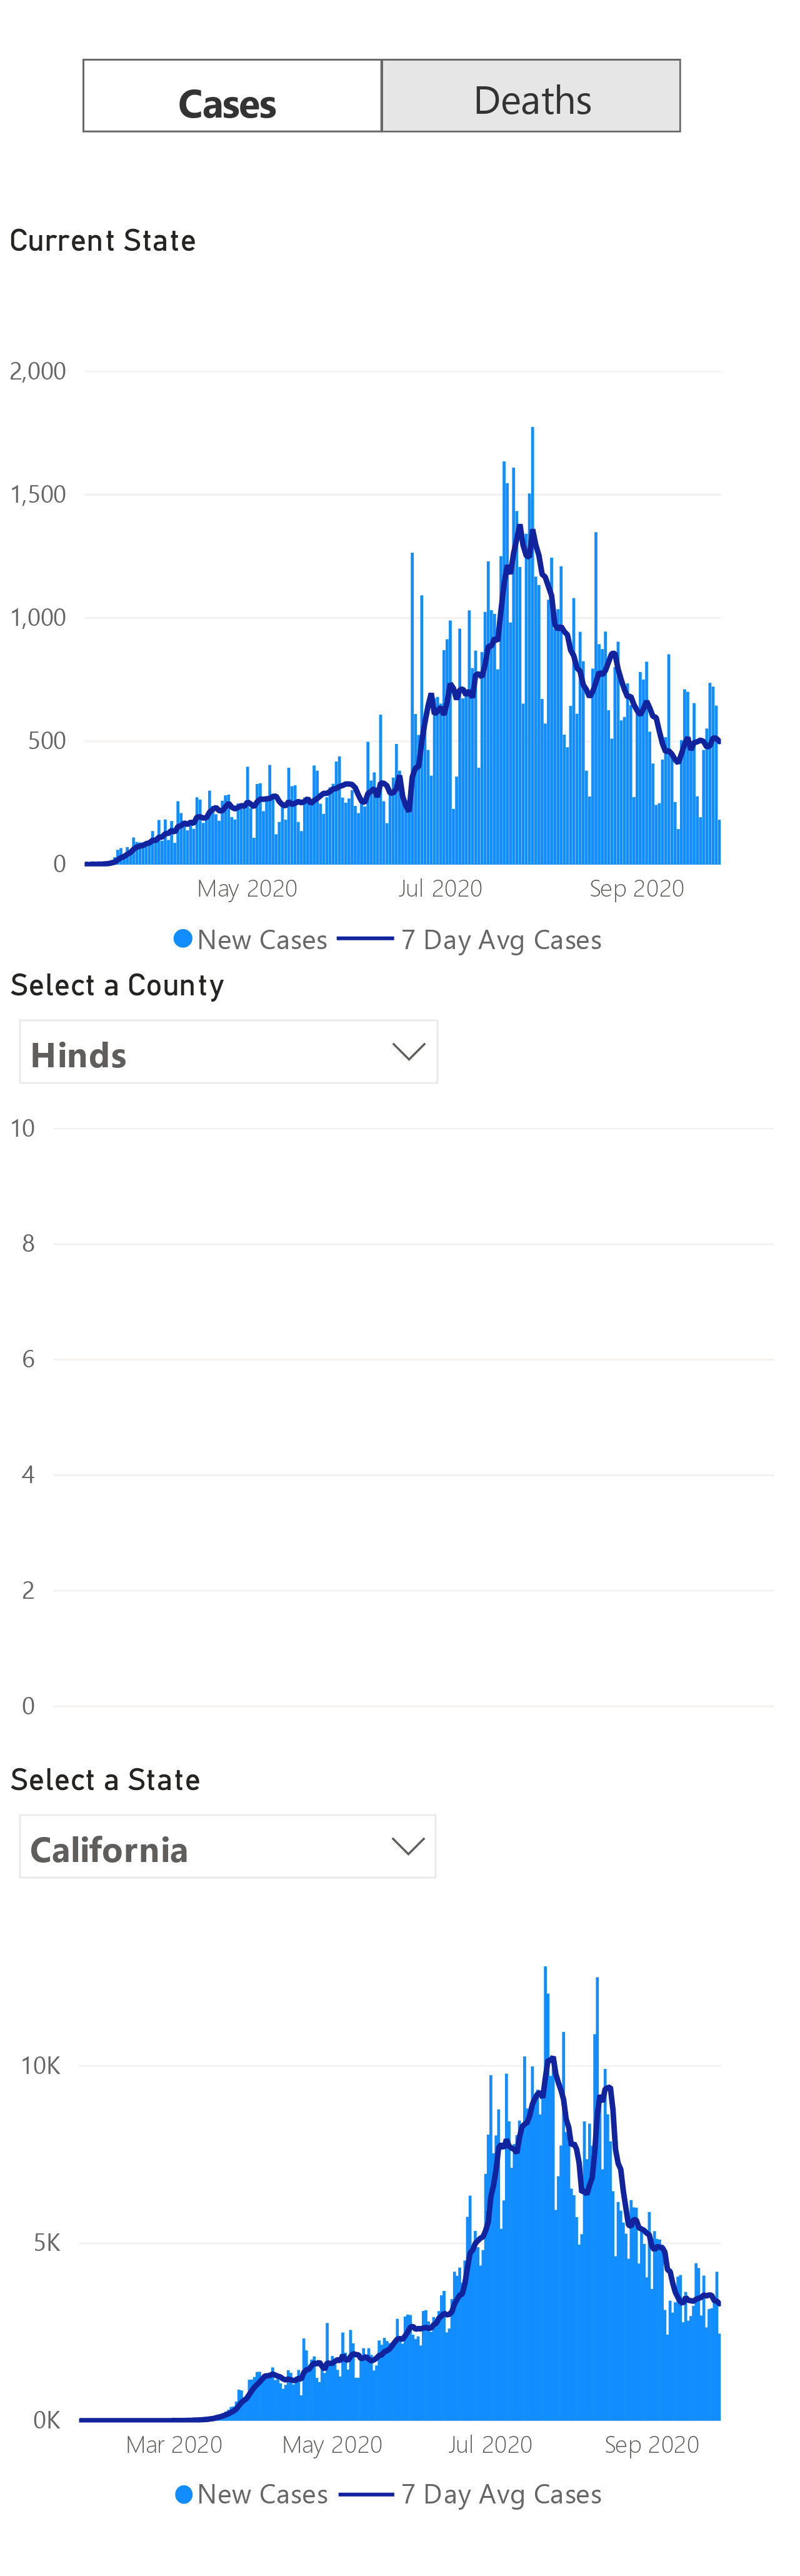 Cases Deaths
Current State
2,000
1,500
1,000
500
0
May 2020 Jul 2020 Sep 2020
New Cases 7 Day Avg Cases
Select a County
Hinds
10
8
6
4
2
0
Select a State
California
10K
5K
0K
Mar 2020 May 2020 Jul 2020 Sep 2020
New Cases 7 Day Avg Cases